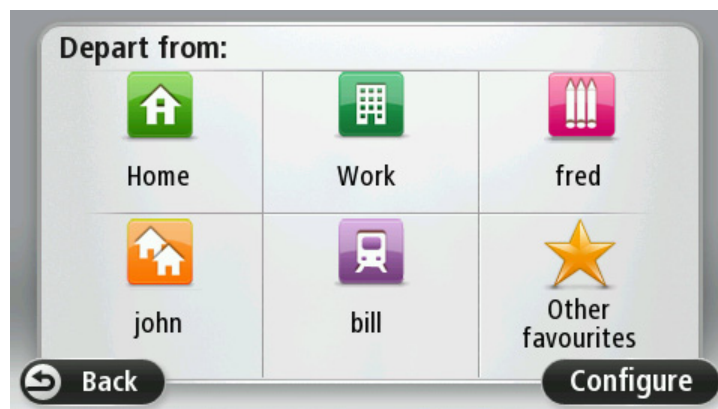 Depart from:
Home
Work
fred
john
bill
Other
favourites
Back
Configure